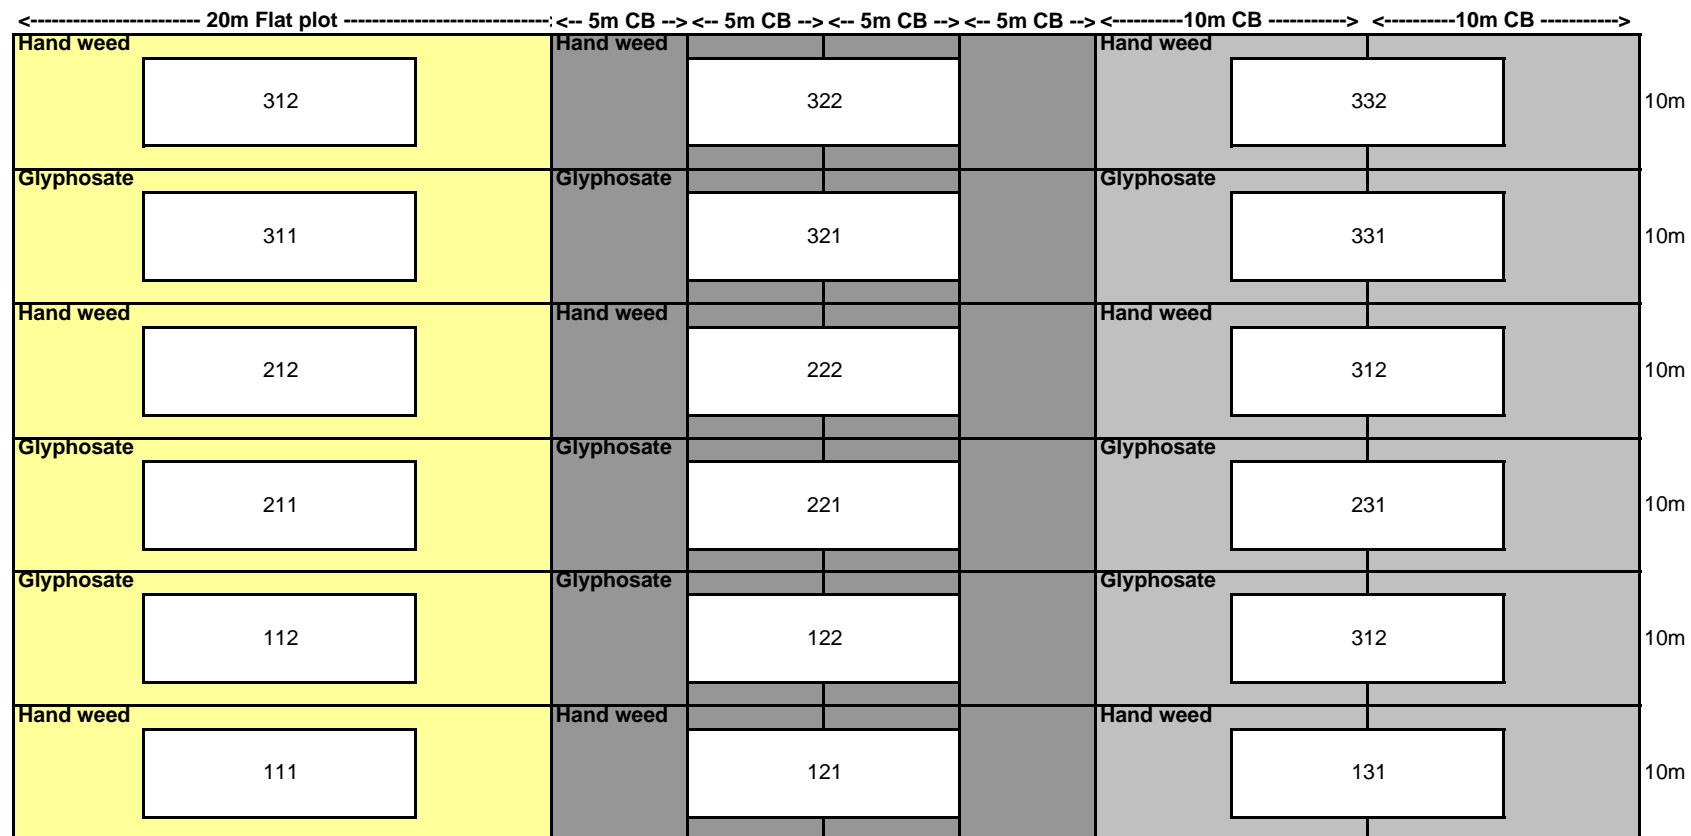 <------------------------ 20m Flat plot ----------------------------- <-- 5m CB --> <-- 5m CB --> <-- 5m CB --> <-- 5m CB --> <----------10m CB -----------> <----------10m CB ----------->
Hand weed Hand weed Hand weed
312 322 332 10m
Glyphosate Glyphosate Glyphosate
311 321 331 10m
Hand weed Hand weed Hand weed
212 222 312 10m
Glyphosate Glyphosate Glyphosate
211 221 231 10m
Glyphosate Glyphosate Glyphosate
112 122 312 10m
Hand weed Hand weed Hand weed
111 121 131 10m